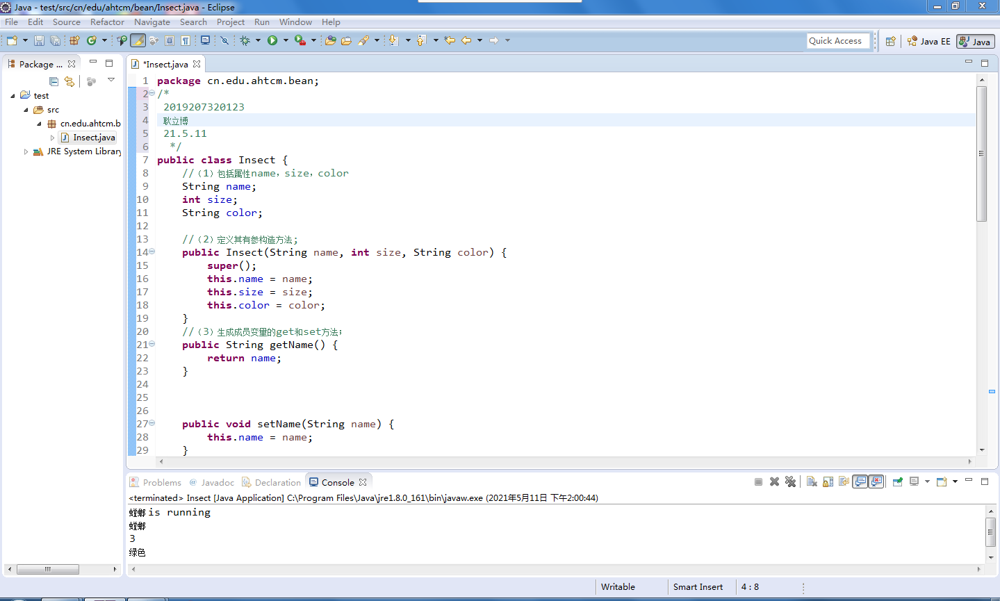 Java - test/src/cn/edu/ahtcm/bean/Insect.java - Eclipse
File Edit Source Refactor Navigate Search Project Run Window Help
Quick Access
Java EE
Java
Package ...
*Insect.java
test
src
cn.edu.ahtcm.b
Insect.java
JRE System Library
1 package cn.edu.ahtcm.bean;
2 /*
3 2019207320123
4 耿立博
5 21.5.11
6 */
7 public class Insect {
8 //（1）包括属性name，size，color
9 String name;
10 int size;
11 String color;
12
13 //（2）定义其有参构造方法；
14 public Insect(String name, int size, String color) {
15 super();
16 this.name = name;
17 this.size = size;
18 this.color = color;
19 }
20 //（3）生成成员变量的get和set方法；
21 public String getName() {
22 return name;
23 }
24
25
26
27 public void setName(String name) {
28 this.name = name;
29 }
Problems @ Javadoc Declaration Console
<terminated> Insect [Java Application] C:\Program Files\Java\jre1.8.0_161\bin\javaw.exe (2021年5月11日 下午2:00:44)
螳螂is running
螳螂
3
绿色
Writable Smart Insert 4 : 8